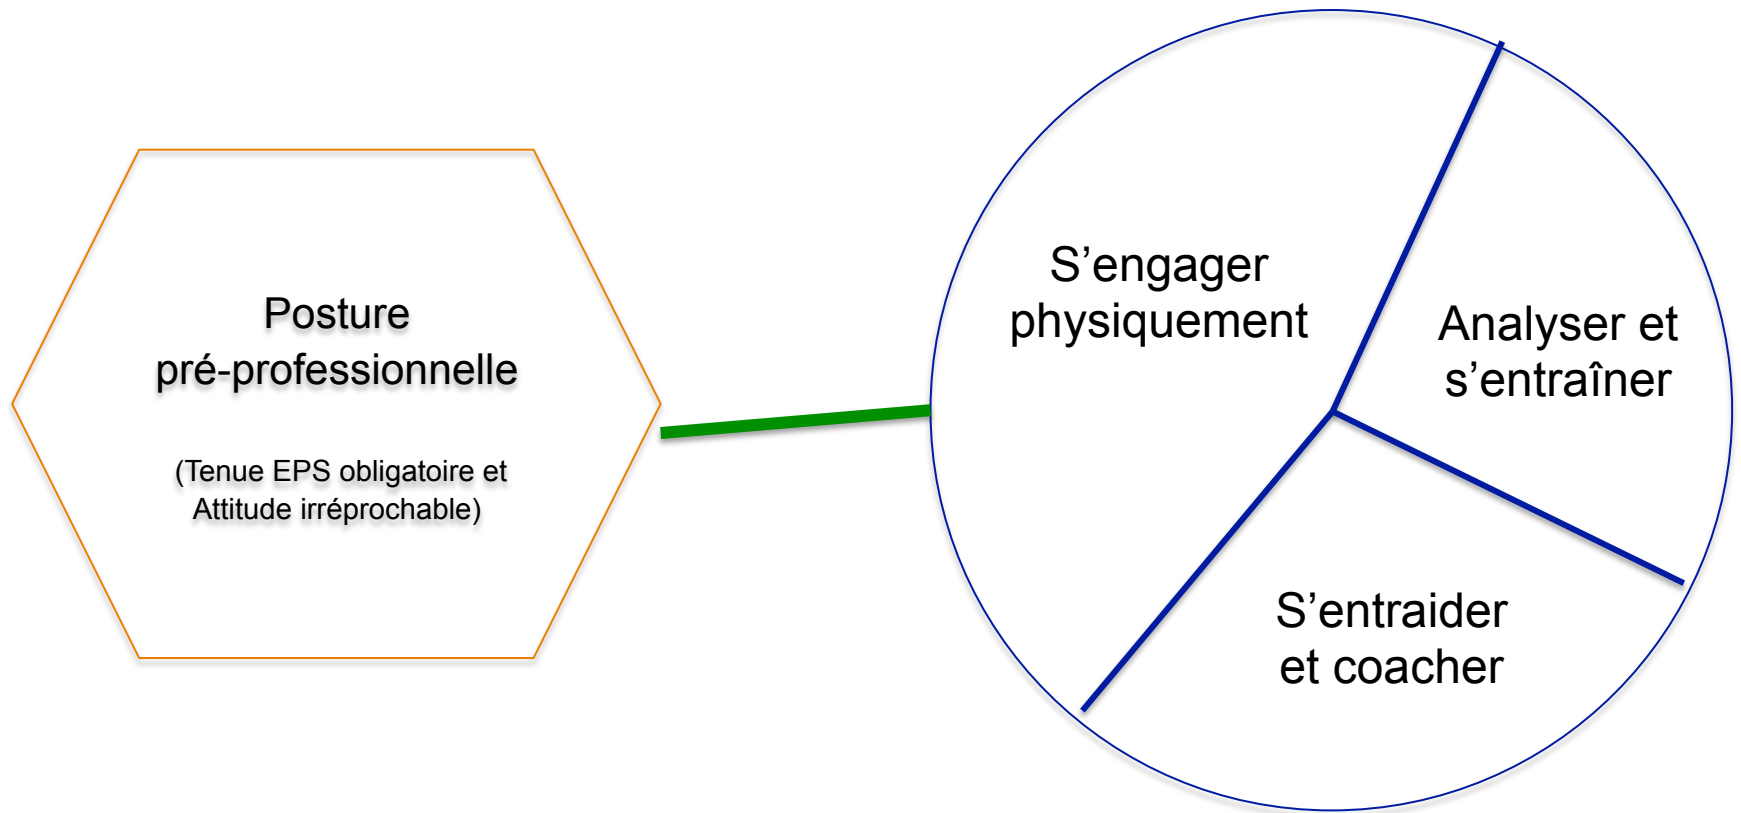 Posture
pré-professionnelle
(Tenue EPS obligatoire et
Attitude irréprochable)
S’engager
physiquement
Analyser et
s’entraîner
S’entraider
et coacher